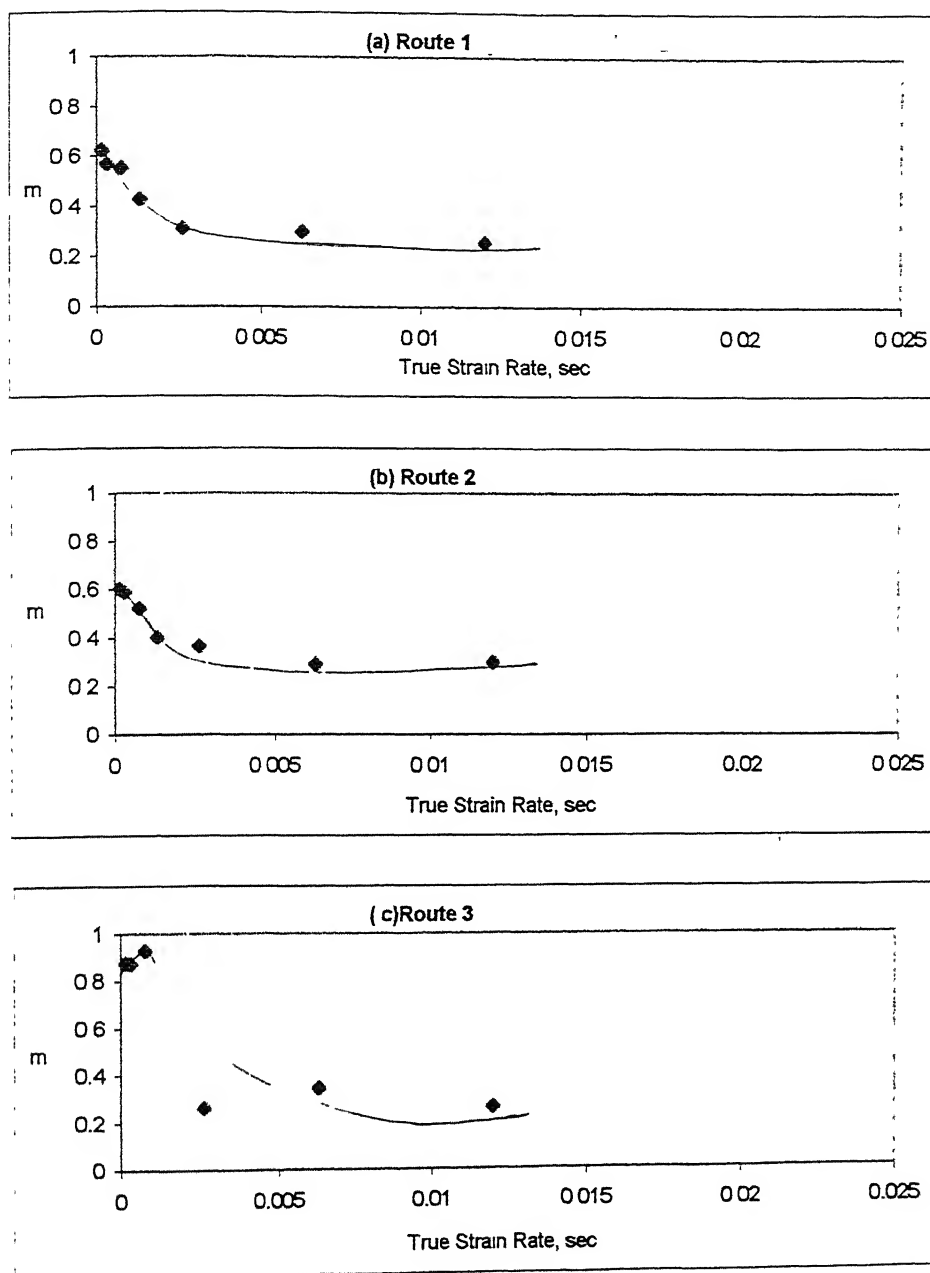 (a) Route 1
1
0 8
0 6
m
0 4
0 2
0
0 0 005 0 01 0 015 0 02 0 025
True Strain Rate, sec
(b) Route 2
1
0 8
0 6
m
0 4
0 2
0
0 0 005 0 01 0 015 0 02 0 025
True Strain Rate, sec
( c)Route 3
1
0 8
0 6
m
0 4
0 2
0
0 0 005 0.01 0.015 0 02 0.025
True Strain Rate, sec